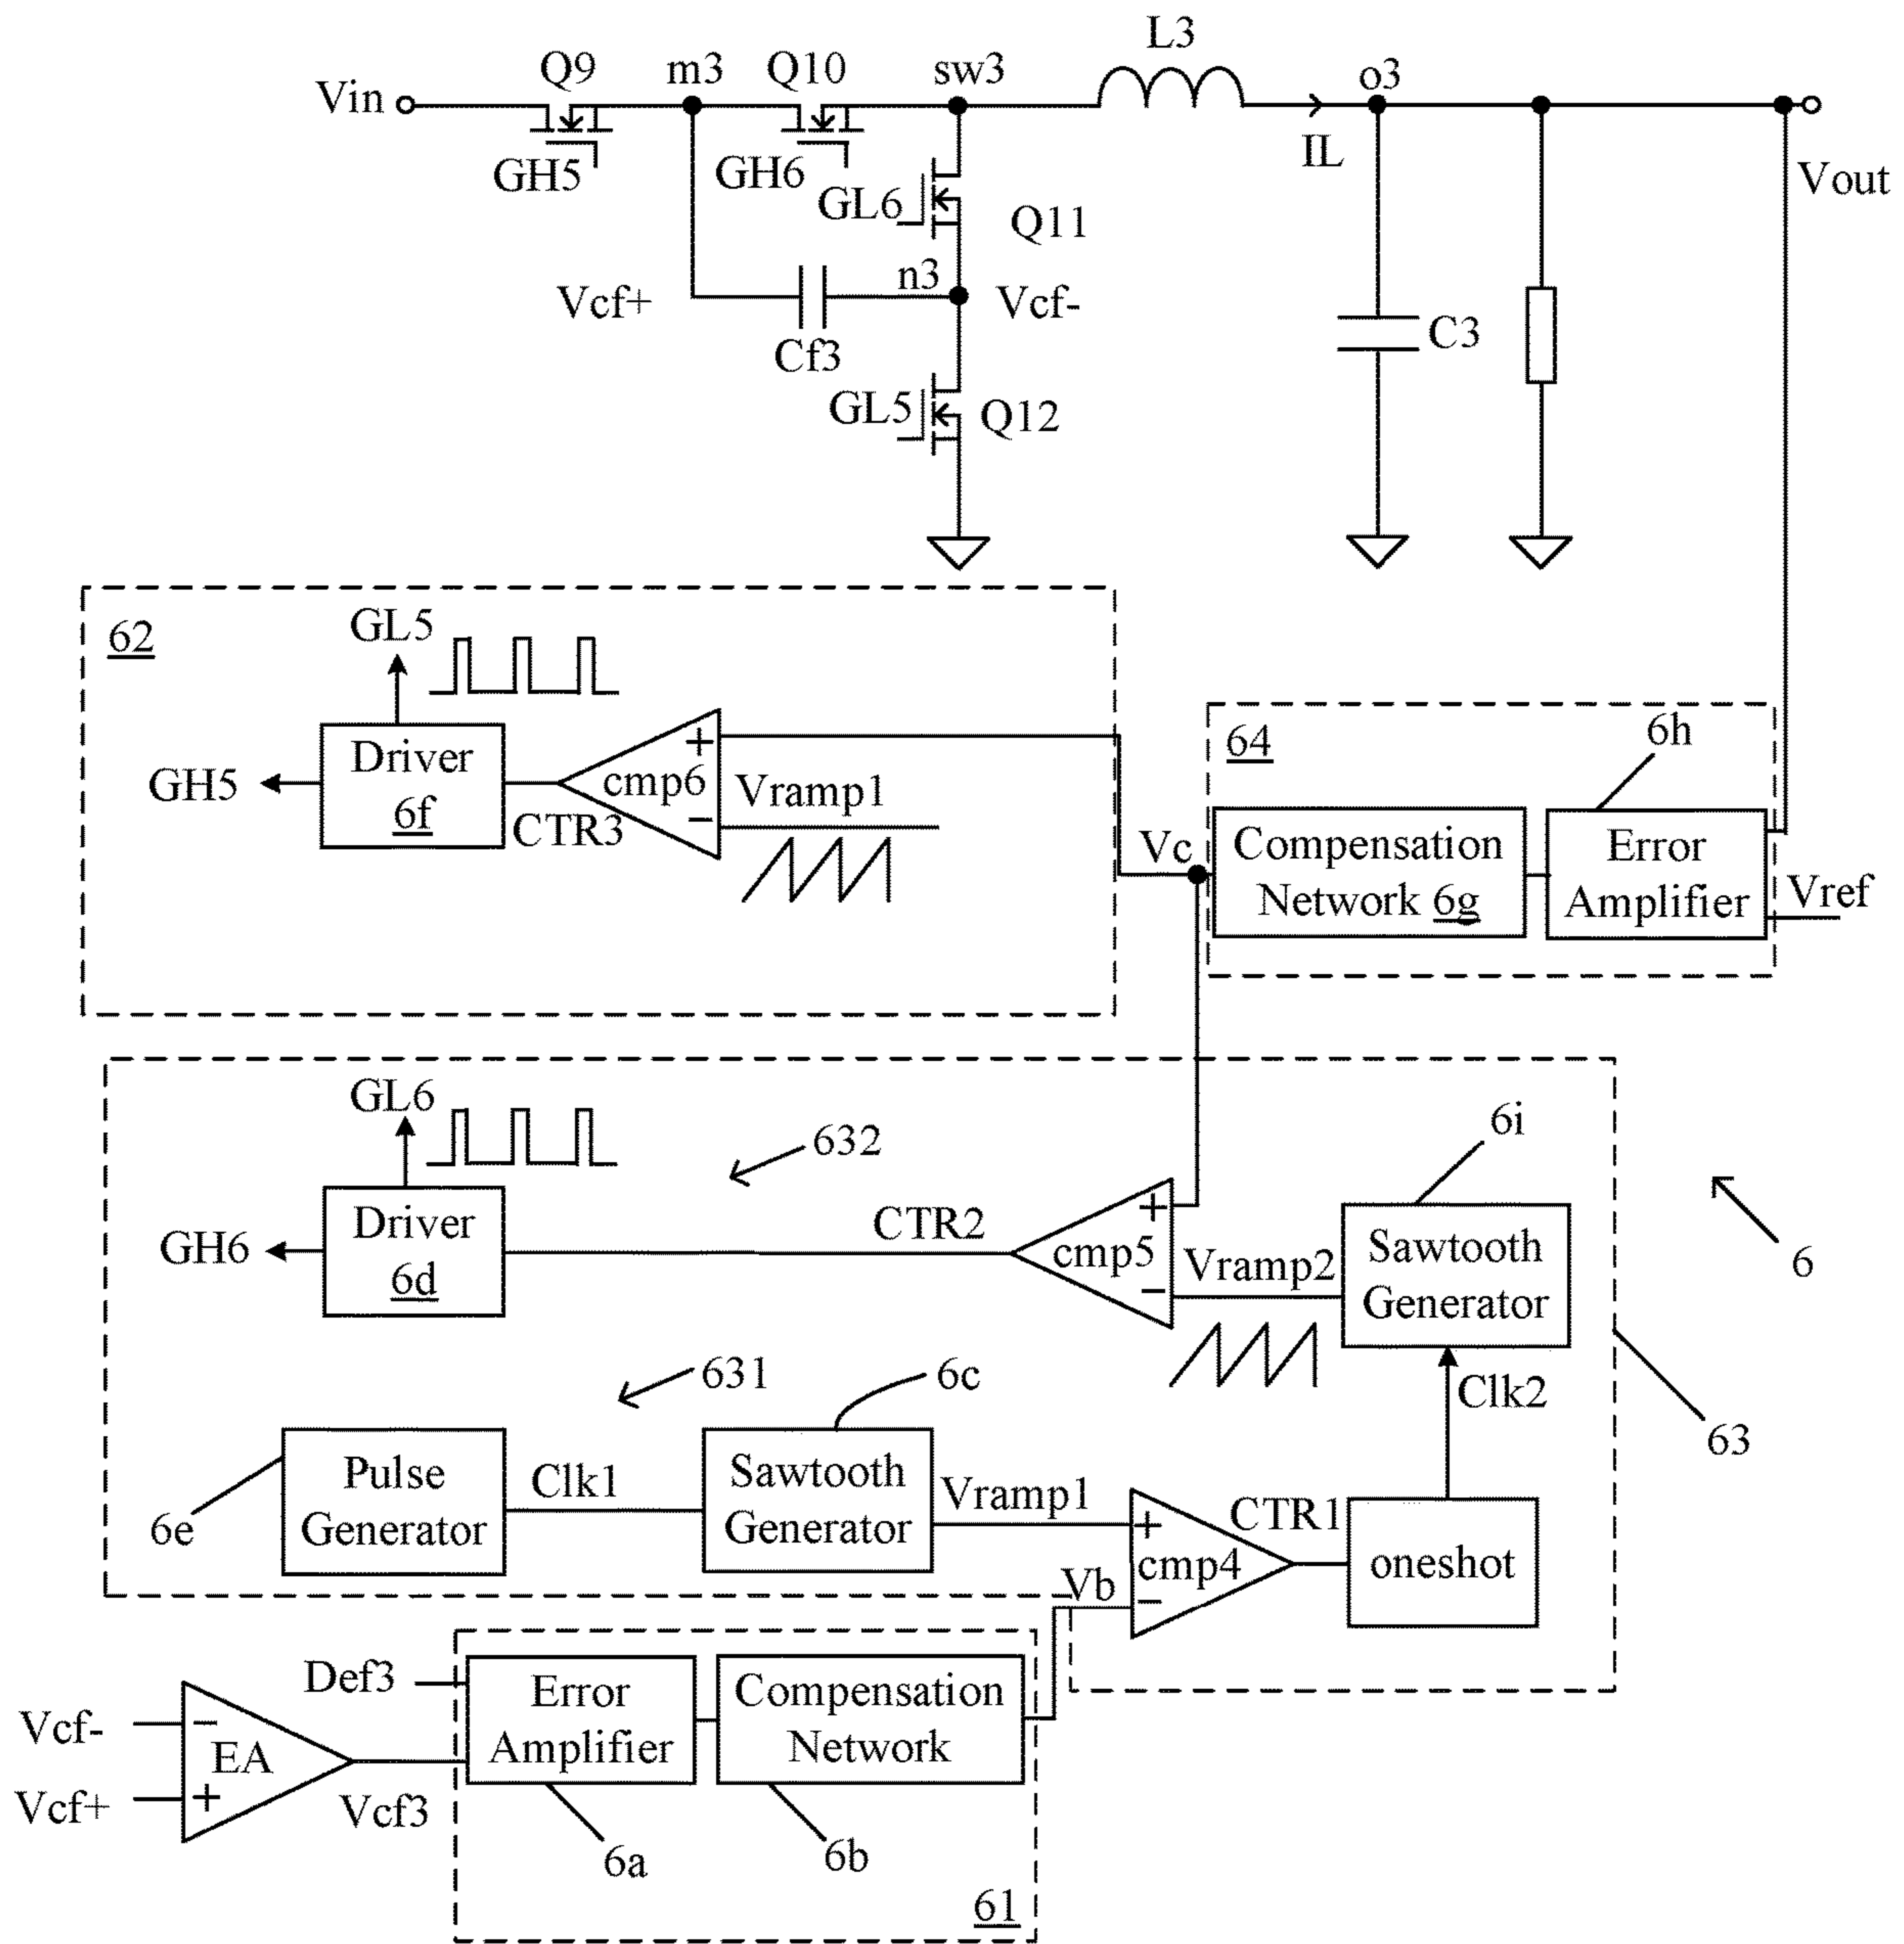 L3
Q9
m3
Q10
sw3
o3
Vin
IL
Vout
GH5
GH6
GL6
Q11
n3
Vcf+
Vcf-
Cf3
C3
GL5
Q12
62
GL5
Driver
6f
GH5
CTR3
+
cmp6
-
Vramp1
64
6h
Vc
Compensation
Network 6g
Error
Amplifier
Vref
GL6
632
6i
Driver
6d
GH6
CTR2
+
cmp5
-
Vramp2
Sawtooth
Generator
6
631
6c
Clk2
63
6e
Pulse
Generator
Clk1
Sawtooth
Generator
Vramp1
+
cmp4
-
CTR1
oneshot
Vb
Def3
Error
Amplifier
Compensation
Network
Vcf-
-
EA
+
Vcf+
Vcf3
6a
6b
61